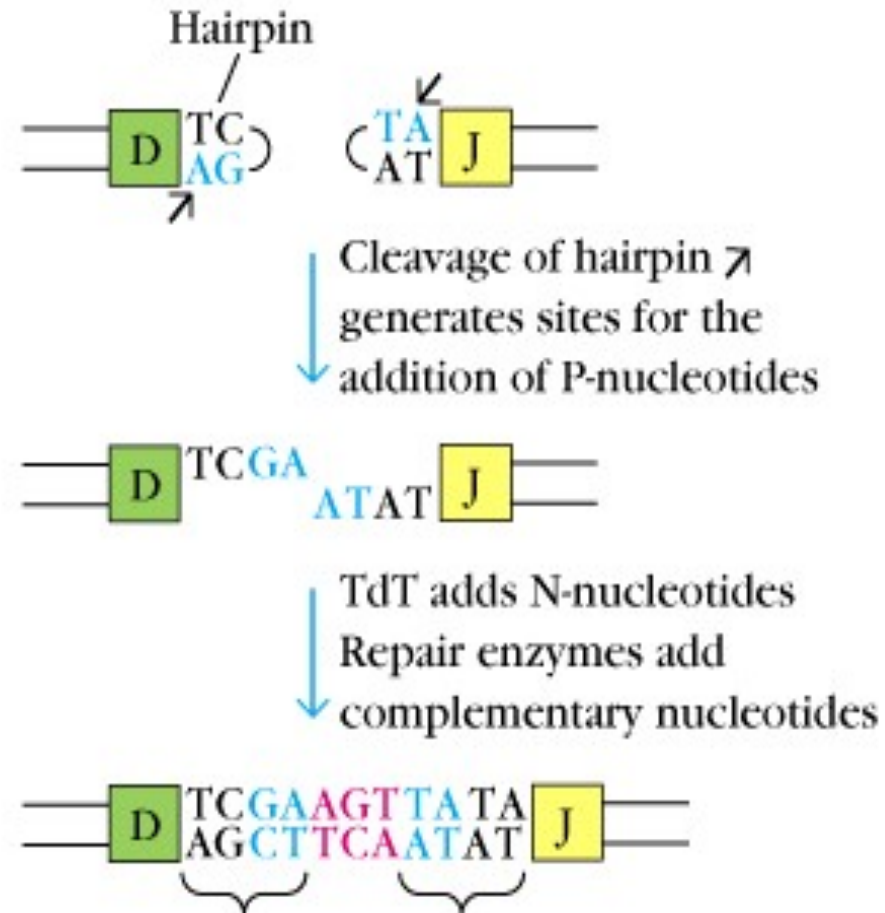 Hairpin
D TC TA J
AG AT
Cleavage of hairpin
generates sites for the
addition of P-nucleotides
D TCGA J
ATAT
TdT adds N-nucleotides
Repair enzymes add
complementary nucleotides
D TCGAAGTTATA J
AGCTTCAATAT